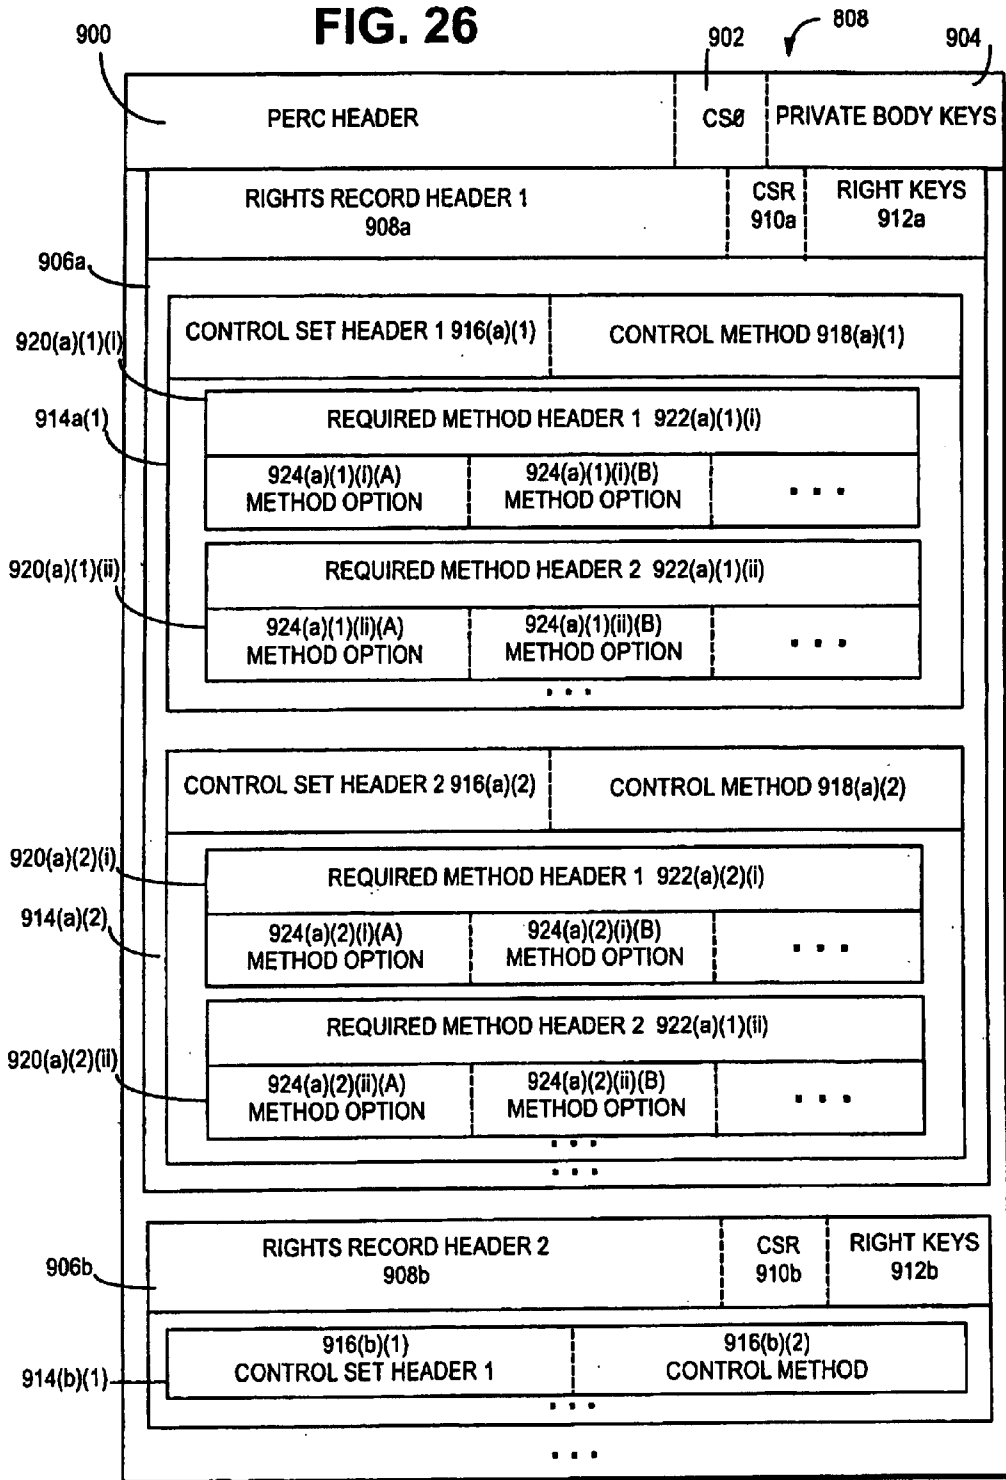 FIG. 26
900
902
808
904
PERC HEADER
CS0
PRIVATE BODY KEYS
RIGHTS RECORD HEADER 1
908a
CSR
910a
RIGHT KEYS
912a
906a
CONTROL SET HEADER 1 916(a)(1)
CONTROL METHOD 918(a)(1)
920(a)(1)(i)
REQUIRED METHOD HEADER 1 922(a)(1)(i)
914a(1)
924(a)(1)(i)(A)
METHOD OPTION
924(a)(1)(i)(B)
METHOD OPTION
. . .
920(a)(1)(ii)
REQUIRED METHOD HEADER 2 922(a)(1)(ii)
924(a)(1)(ii)(A)
METHOD OPTION
924(a)(1)(ii)(B)
METHOD OPTION
. . .
. . .
CONTROL SET HEADER 2 916(a)(2)
CONTROL METHOD 918(a)(2)
920(a)(2)(i)
REQUIRED METHOD HEADER 1 922(a)(2)(i)
914(a)(2)
924(a)(2)(i)(A)
METHOD OPTION
924(a)(2)(i)(B)
METHOD OPTION
. . .
REQUIRED METHOD HEADER 2 922(a)(1)(ii)
920(a)(2)(ii)
924(a)(2)(ii)(A)
METHOD OPTION
924(a)(2)(ii)(B)
METHOD OPTION
. . .
. . .
. . .
906b
RIGHTS RECORD HEADER 2
908b
CSR
910b
RIGHT KEYS
912b
914(b)(1)
916(b)(1)
CONTROL SET HEADER 1
916(b)(2)
CONTROL METHOD
. . .
. . .